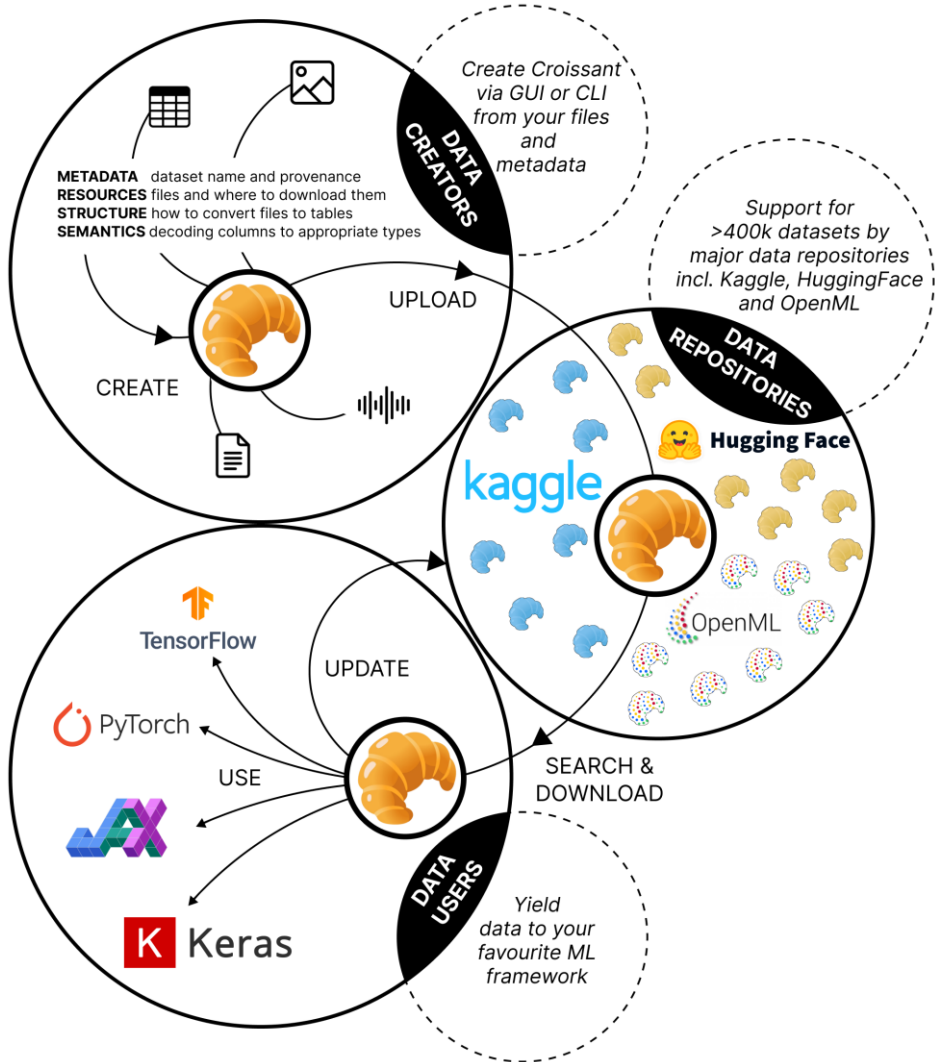 Create Croissant
via GUI or CLI
from your files
and
metadata
DATA
CREATORS
METADATA dataset name and provenance
RESOURCES files and where to download them
STRUCTURE how to convert files to tables
SEMANTICS decoding columns to appropriate types
UPLOAD
CREATE
Support for
>400k datasets by
major data repositories
incl. Kaggle, HuggingFace
and OpenML
DATA
REPOSITORIES
Hugging Face
kaggle
OpenML
TensorFlow
UPDATE
PyTorch
USE
JAX
K Keras
SEARCH &
DOWNLOAD
DATA
USERS
Yield
data to your
favourite ML
framework